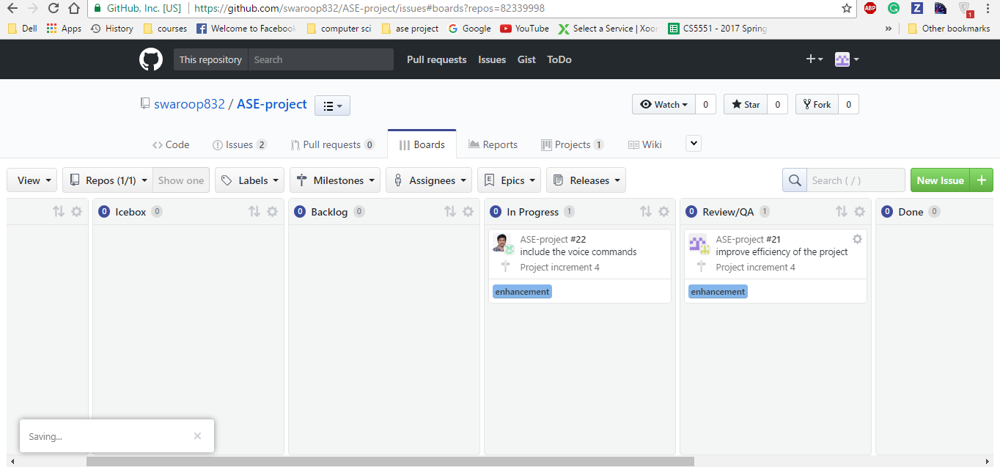 GitHub, Inc. [US] https://github.com/swaroop832/ASE-project/issues#boards?repos=82339998 ABP 1
Dell Apps History courses Welcome to Facebook computer sci ase project Google YouTube Select a Service | Xoor CS5551 - 2017 Spring » Other bookmarks
This repository Search Pull requests Issues Gist ToDo
swaroop832 / ASE-project Watch 0 Star 0 Fork 0
Code Issues 2 Pull requests 0 Boards Reports Projects 1 Wiki
View Repos (1/1) Show one Labels Milestones Assignees Epics Releases Search ( / ) New Issue +
0 Icebox 0 0 Backlog 0 0 In Progress 1 0 Review/QA 1 0 Done 0
ASE-project #22
include the voice commands
Project increment 4
enhancement
ASE-project #21
improve efficiency of the project
Project increment 4
enhancement
Saving...